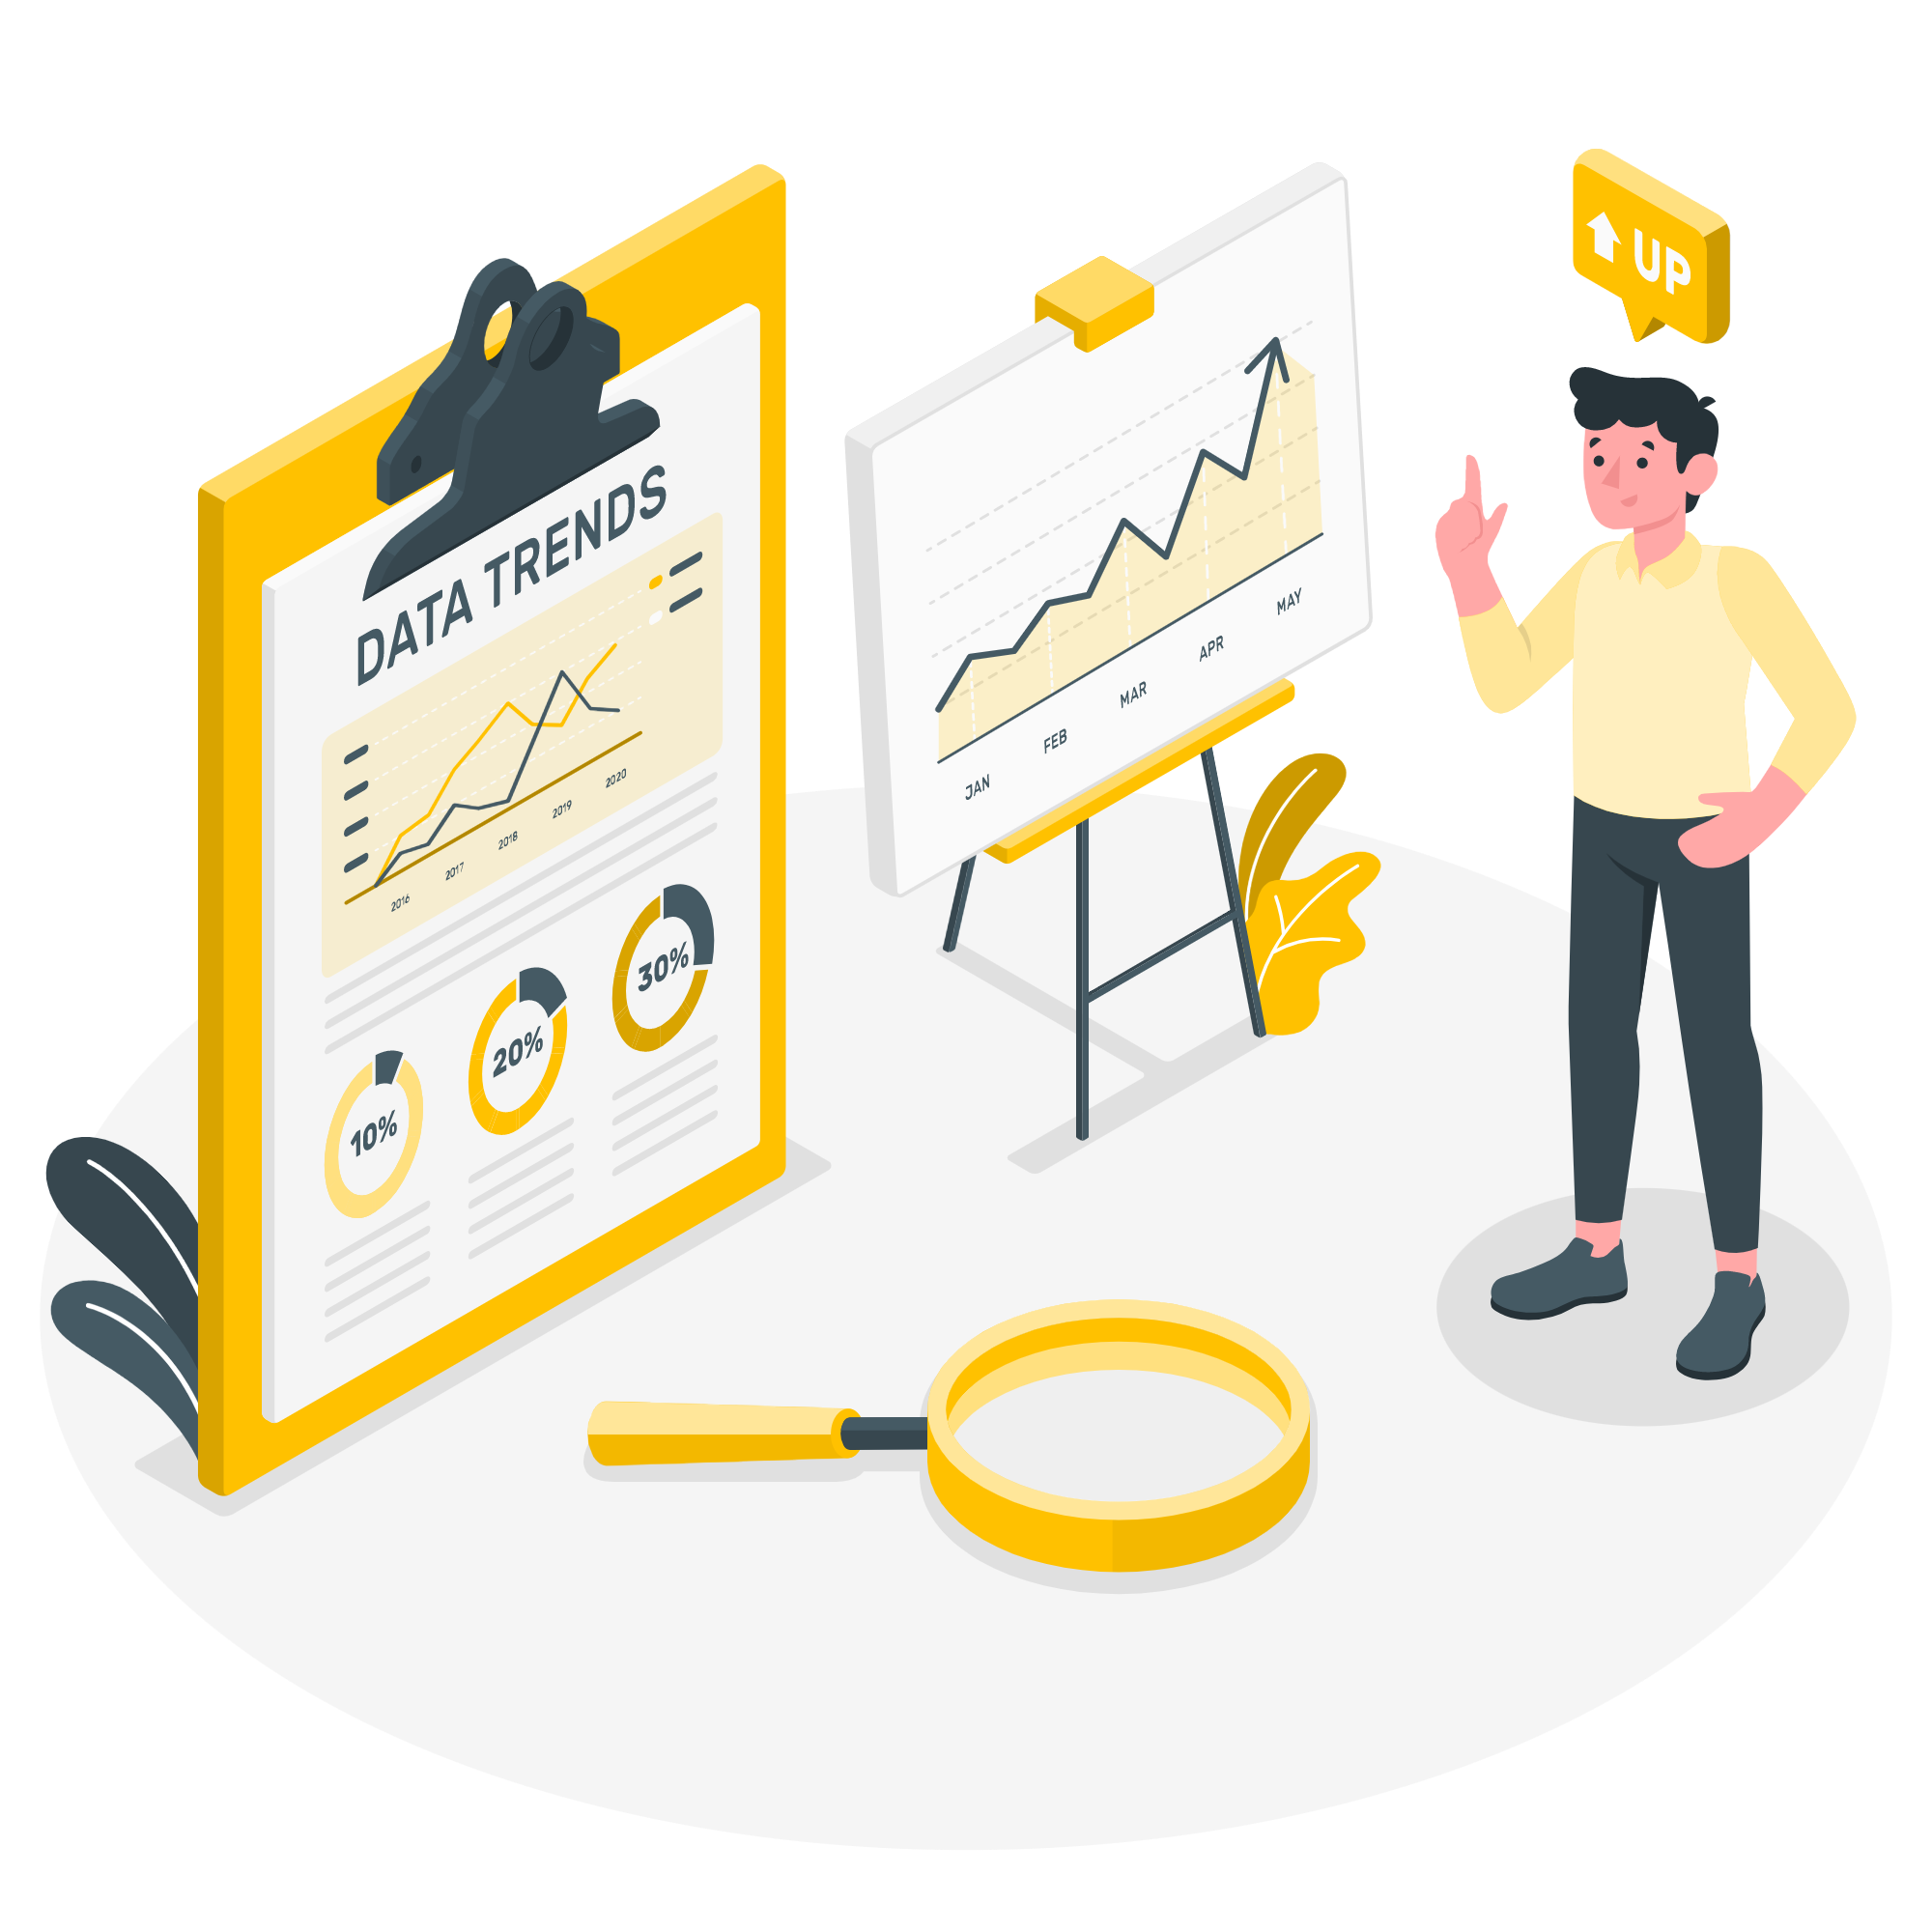 DATA TRENDS
2016
2017
2018
2019
2020
10%
20%
30%
JAN
FEB
MAR
APR
MAY
UP